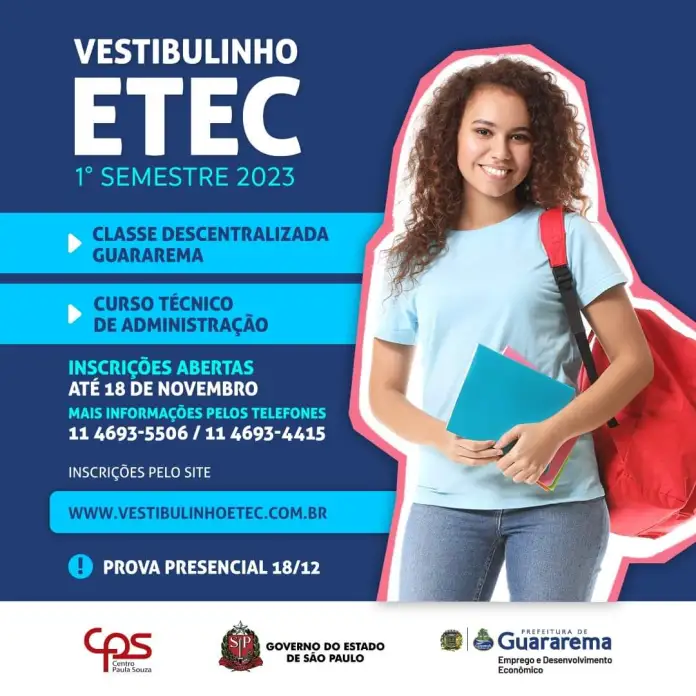 VESTIBULINHO
ETEC
1° SEMESTRE 2023
CLASSE DESCENTRALIZADA
GUARAREMA
CURSO TÉCNICO
DE ADMINISTRAÇÃO
INSCRIÇÕES ABERTAS
ATÉ 18 DE NOVEMBRO
MAIS INFORMAÇÕES PELOS TELEFONES
11 4693-5506 / 11 4693-4415
INSCRIÇÕES PELO SITE
WWW.VESTIBULINHOETEC.COM.BR
! PROVA PRESENCIAL 18/12
CPS
Centro
Paula Souza
SP
GOVERNO DO ESTADO
DE SÃO PAULO
PREFEITURA DE
Guararema
Emprego e Desenvolvimento
Econômico